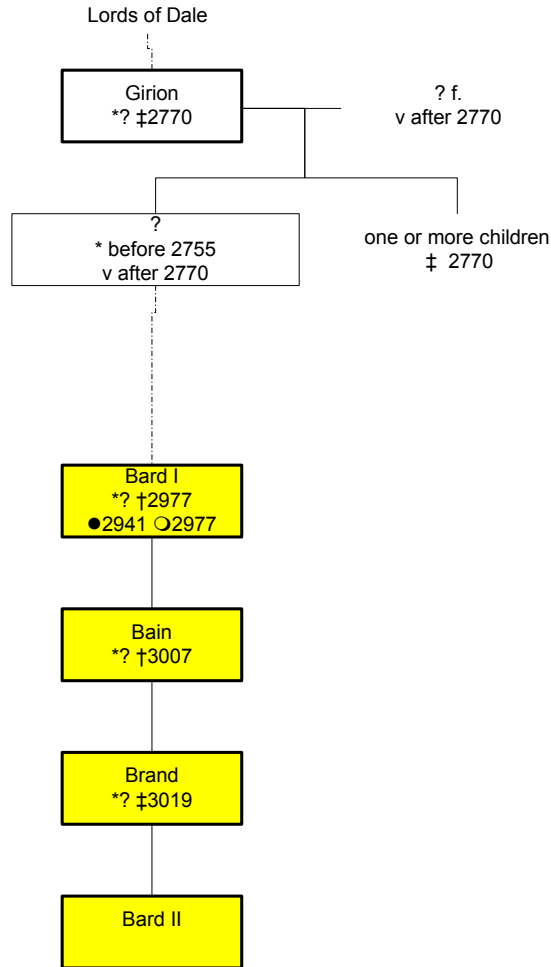 Lords of Dale
Girion
*? ‡2770
? f.
v after 2770
?
* before 2755
v after 2770
one or more children
‡ 2770
Bard I
*? †2977
●2941 ❍2977
Bain
*? †3007
Brand
*? ‡3019
Bard II